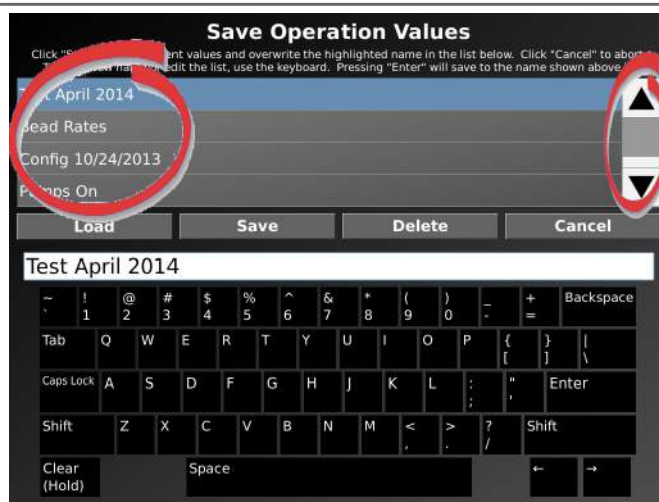 Save Operation Values
Click "S ent values and overwrite the highlighted name in the list below. Click "Cancel" to abort
edit the list, use the keyboard. Pressing "Enter" will save to the name shown above
Test April 2014
Bead Rates
Config 10/24/2013
Pumps On
Load Save Delete Cancel
Test April 2014
~ ! @ # $ % ^ & * ( ) _ + Backspace
` 1 2 3 4 5 6 7 8 9 0 - =
Tab Q W E R T Y U I O P { } |
[ ] \
Caps Lock A S D F G H J K L : " Enter
; '
Shift Z X C V B N M < > ? Shift
, . /
Clear Space ← →
(Hold)